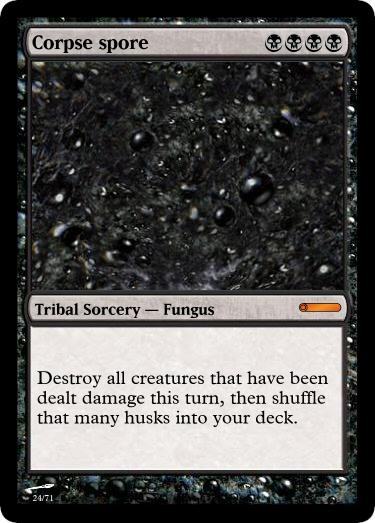 Corpse spore
Tribal Sorcery — Fungus
Destroy all creatures that have been
dealt damage this turn, then shuffle
that many husks into your deck.
24/71